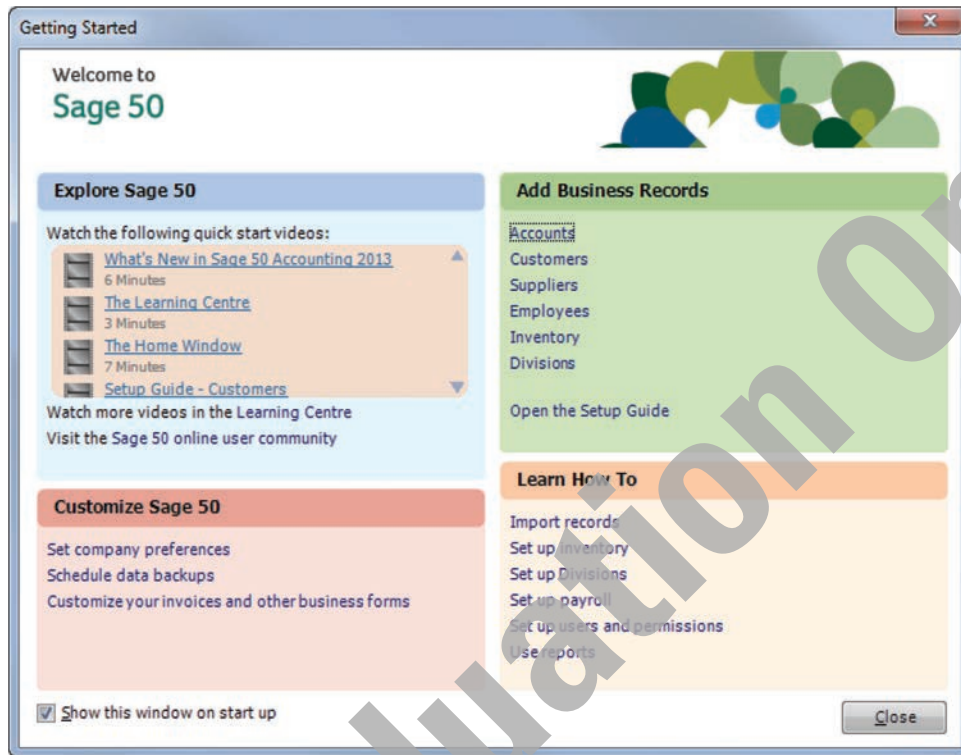 Getting Started
Welcome to
Sage 50
Explore Sage 50
Watch the following quick start videos:
What's New in Sage 50 Accounting 2013
6 Minutes
The Learning Centre
3 Minutes
The Home Window
7 Minutes
Setup Guide - Customers
Watch more videos in the Learning Centre
Visit the Sage 50 online user community
Add Business Records
Accounts
Customers
Suppliers
Employees
Inventory
Divisions
Open the Setup Guide
Customize Sage 50
Set company preferences
Schedule data backups
Customize your invoices and other business forms
Learn How To
Import records
Set up inventory
Set up Divisions
Set up payroll
Set up users and permissions
Use reports
Show this window on start up
Close